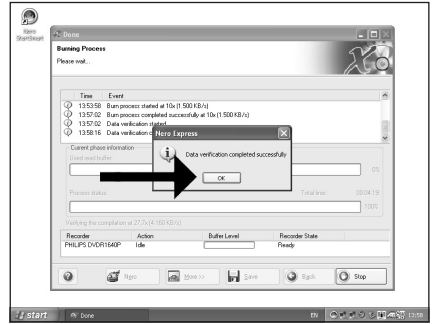 Nero
StartSmart
Done
Burning Process
Please wait...
Time Event
13:53:58 Burn process started at 10x (1.500 KB/s)
13:57:02 Burn process completed successfully at 10x (1.500 KB/s)
13:57:02 Data verification started
13:58:16 Data verification c
Nero Express
Data verification completed successfully
OK
Current phase information
Used read buffer
0%
Process status Total time: 00:04:19
100%
Verifying the compilation at 27,7x (4.160 KB/s)
Recorder Action Buffer Level Recorder State
PHILIPS DVDR1640P Idle Ready
Nero More >> Save Back Stop
start Done EN 13:58